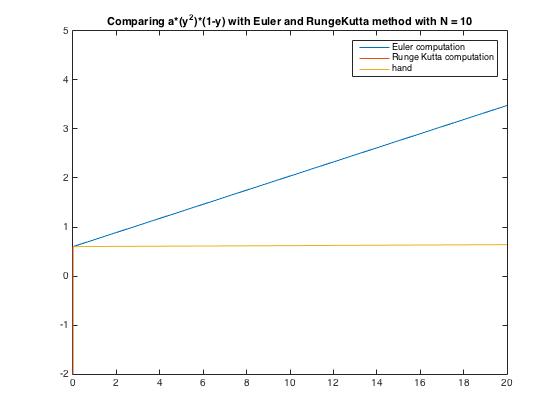 Comparing a*(y²)*(1-y) with Euler and RungeKutta method with N = 10
5
Euler computation
Runge Kutta computation
hand
4
3
2
1
0
-1
-2
0 2 4 6 8 10 12 14 16 18 20